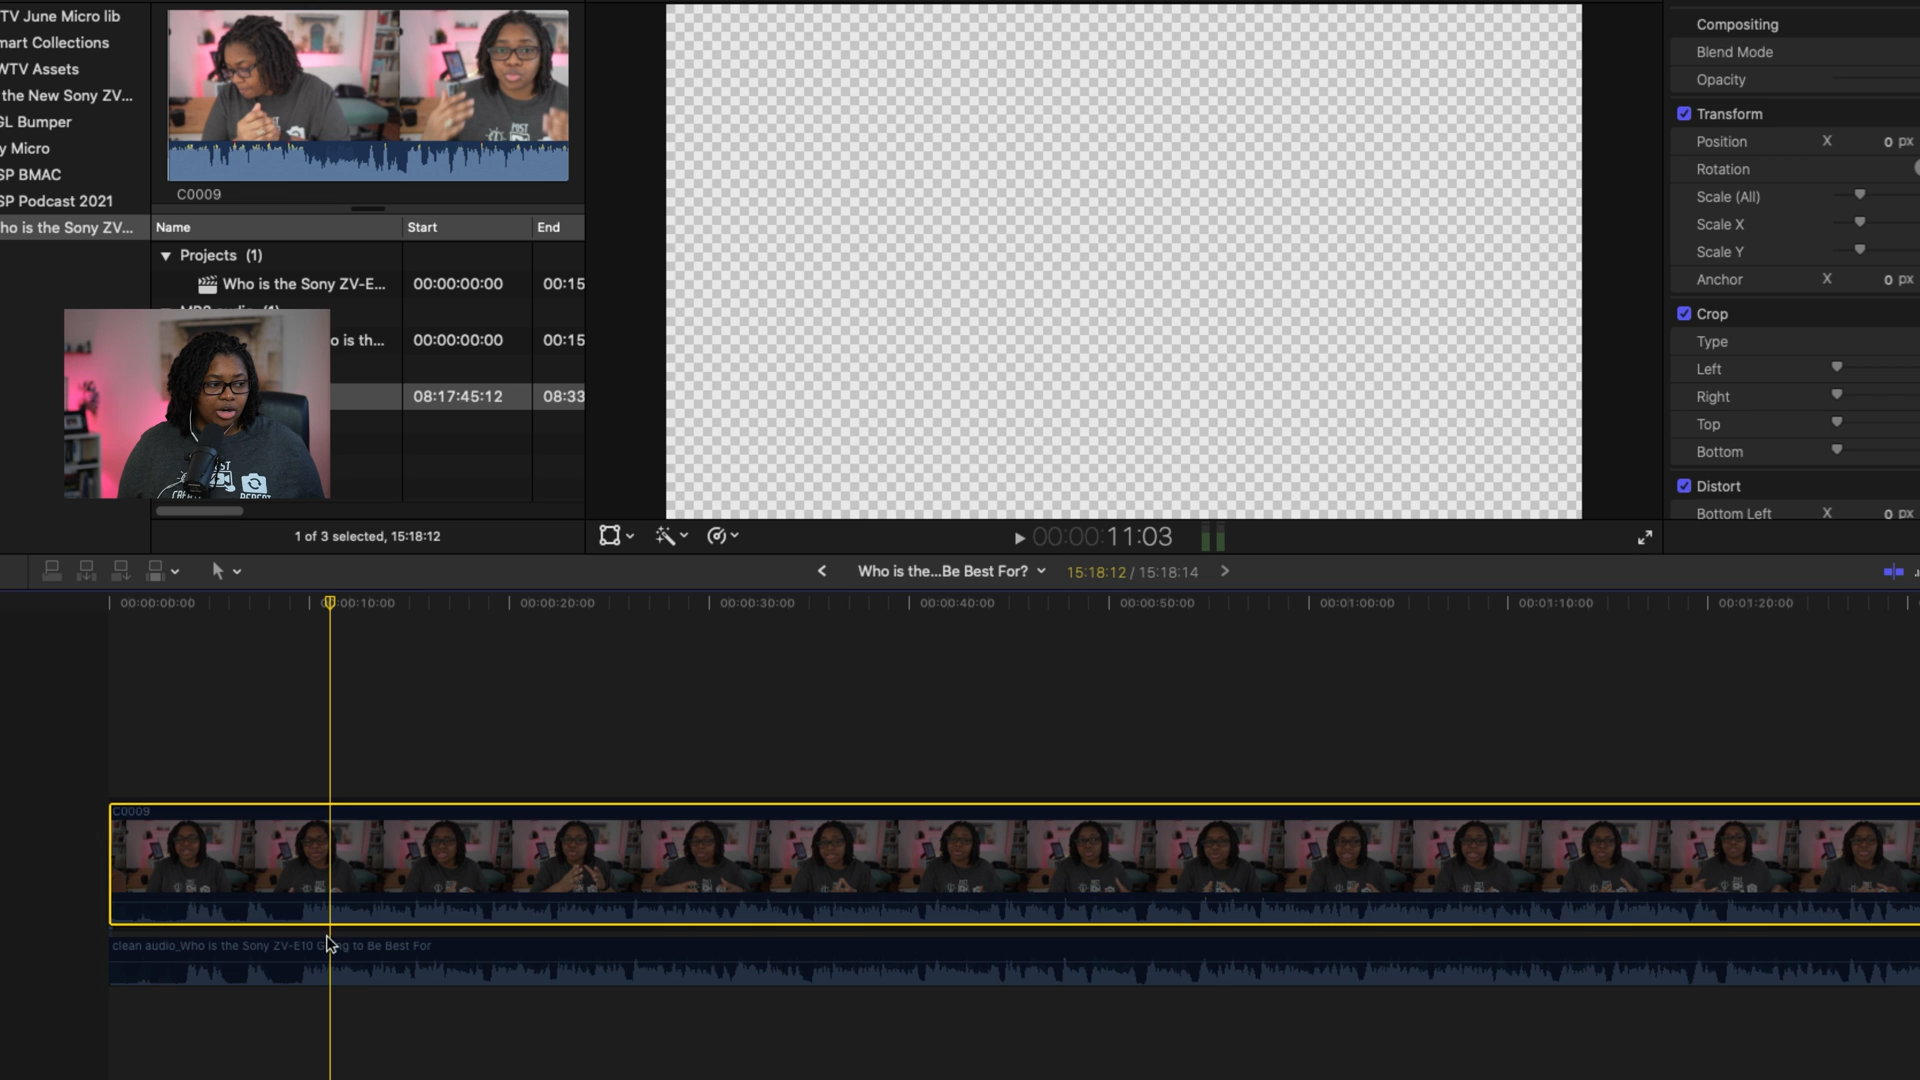 TV June Micro lib
mart Collections
WTV Assets
the New Sony ZV...
GL Bumper
y Micro
SP BMAC
SP Podcast 2021
ho is the Sony ZV...
C0009
Name Start End
Projects (1)
Who is the Sony ZV-E... 00:00:00:00 00:15
o is th... 00:00:00:00 00:15
08:17:45:12 08:33
1 of 3 selected, 15:18:12
POST
POST
CREATE
REPEAT
00:00:11:03
Compositing
Blend Mode
Opacity
Transform
Position X 0 px
Rotation
Scale (All)
Scale X
Scale Y
Anchor X 0 px
Crop
Type
Left
Right
Top
Bottom
Distort
Bottom Left X 0 px
Who is the...Be Best For? 15:18:12 / 15:18:14
00:00:00:00 :00:10:00 00:00:20:00 00:00:30:00 00:00:40:00 00:00:50:00 00:01:00:00 00:01:10:00 00:01:20:00
C0009
clean audio_Who is the Sony ZV-E10 G ng to Be Best For